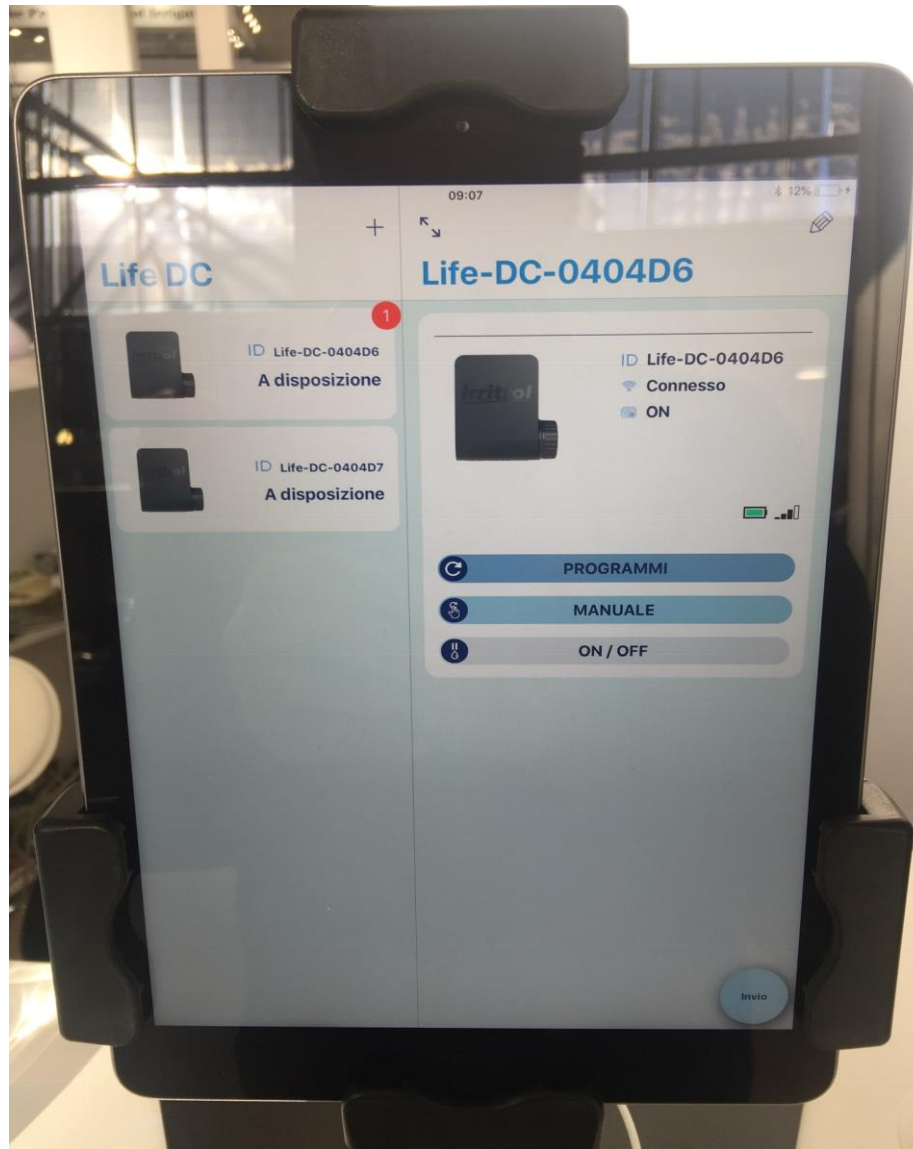 09:07
12%
Life DC
1
ID Life-DC-0404D6
A disposizione
ID Life-DC-0404D7
A disposizione
Life-DC-0404D6
irritrol
ID Life-DC-0404D6
Connesso
ON
PROGRAMMI
MANUALE
ON / OFF
Invio